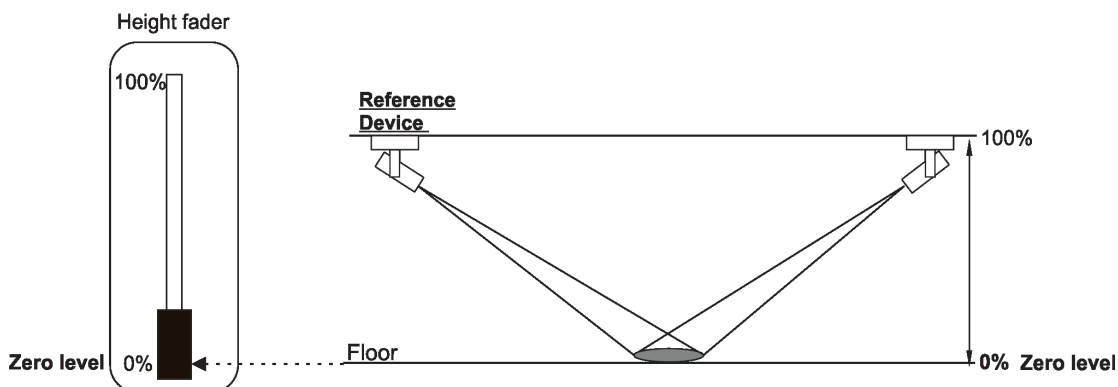 Height fader
100%
Reference
Device
100%
Zero level 0%
Floor
0% Zero level